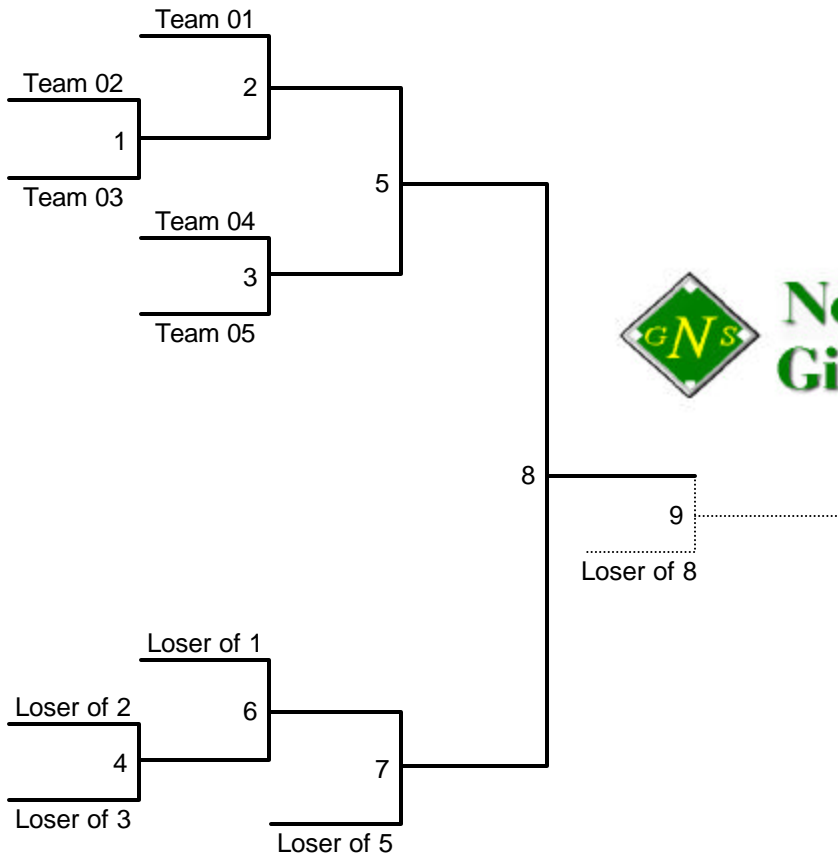 Team 01
Team 02
2
1
5
Team 03
Team 04
3
Team 05
GNS
8
9
Loser of 8
Loser of 1
Loser of 2
6
4
7
Loser of 3
Loser of 5